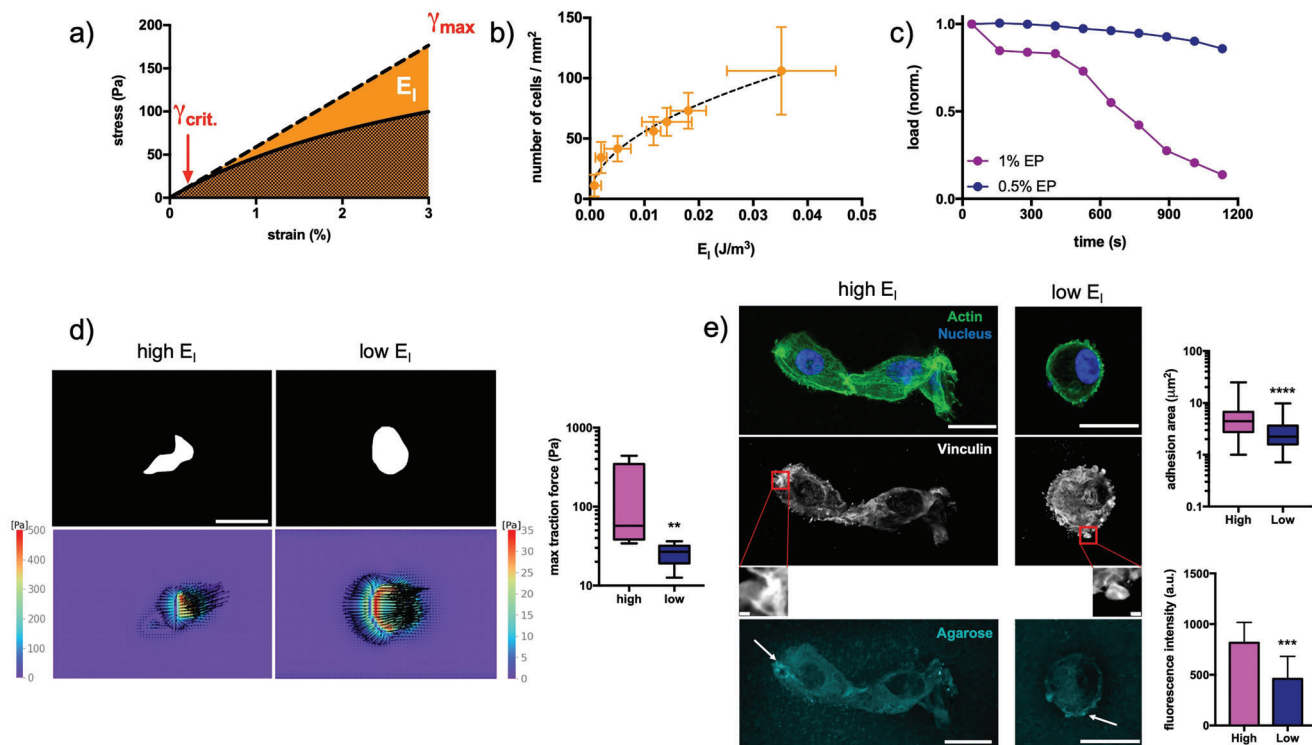 a)
200
150
100
50
0
stress (Pa)
0
1
2
3
strain (%)
γcrit.
γmax
EI
b)
150
100
50
0
number of cells / mm²
0.00
0.01
0.02
0.03
0.04
0.05
EI (J/m³)
c)
1.0
0.5
0.0
load (norm.)
1% EP
0.5% EP
0
300
600
900
1200
time (s)
d)
high EI
low EI
[Pa]
500
400
300
200
100
0
[Pa]
35
30
25
20
15
10
5
0
1000
100
10
max traction force (Pa)
**
high
low
e)
high EI
low EI
Actin
Nucleus
Vinculin
Agarose
100
10
1
0.1
adhesion area (µm²)
****
High
Low
1500
1000
500
0
fluorescence intensity (a.u.)
***
High
Low